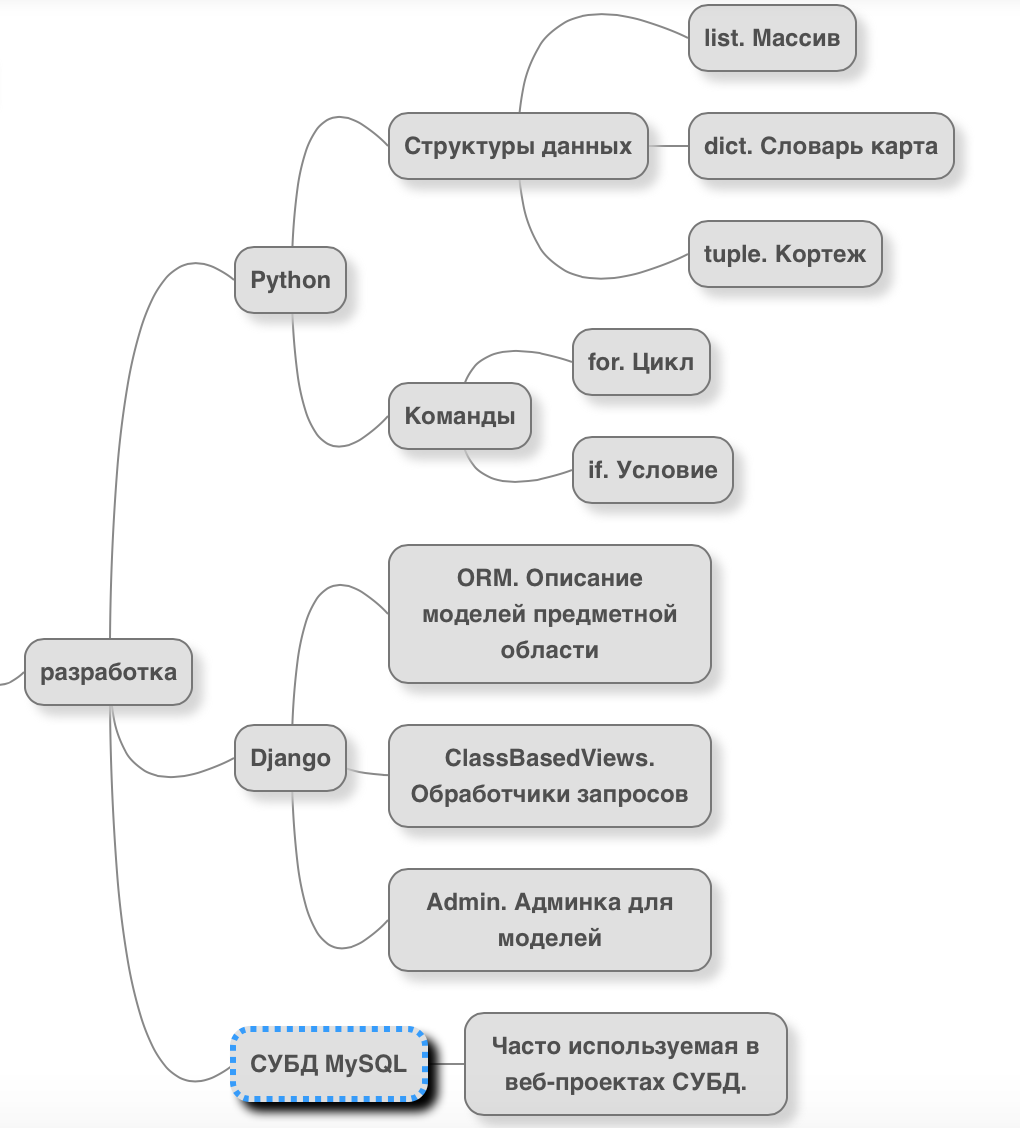 list. Массив
Структуры данных
dict. Словарь карта
tuple. Кортеж
Python
for. Цикл
Команды
if. Условие
ORM. Описание
моделей предметной
области
разработка
Django
ClassBasedViews.
Обработчики запросов
Admin. Админка для
моделей
СУБД MySQL
Часто используемая в
веб-проектах СУБД.